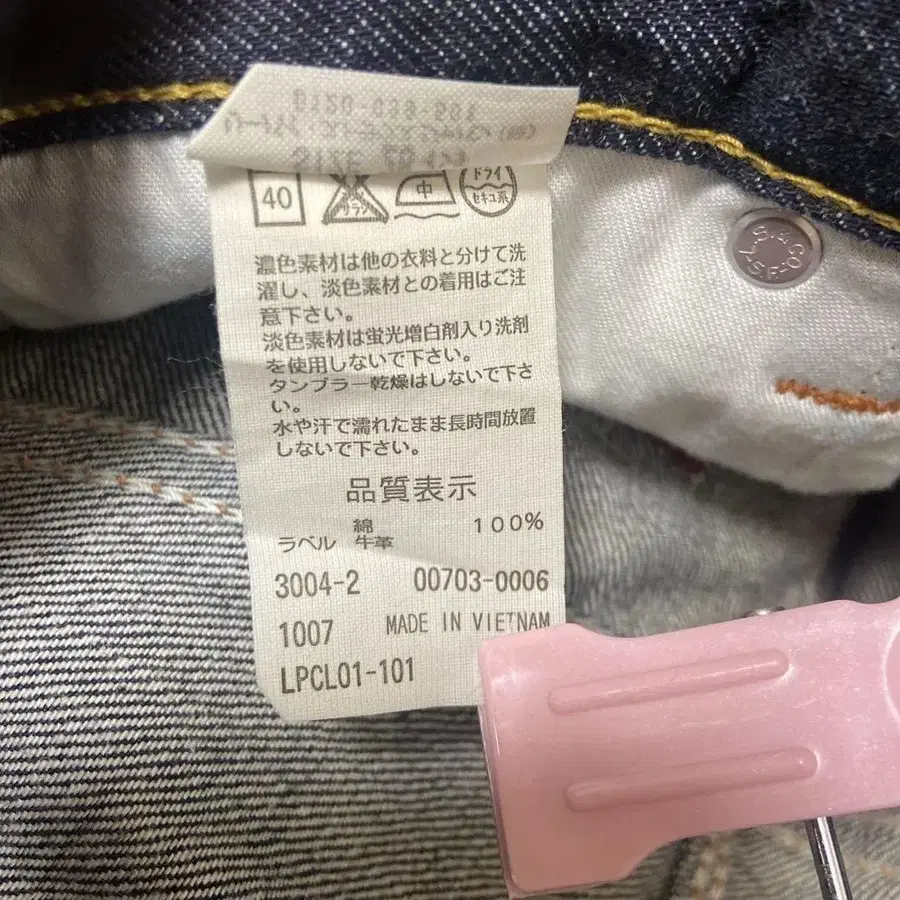 40
中
ドライ
セキユ系
濃色素材は他の衣料と分けて洗
濯し、淡色素材との着用はご注
意下さい。
淡色素材は蛍光増白剤入り洗剤
を使用しないで下さい。
タンブラー乾燥はしないで下さ
い。
水や汗で濡れたまま長時間放置
しないで下さい。
品質表示
綿 100%
ラベル 牛革
3004-2 00703-0006
1007 MADE IN VIETNAM
LPCL01-101